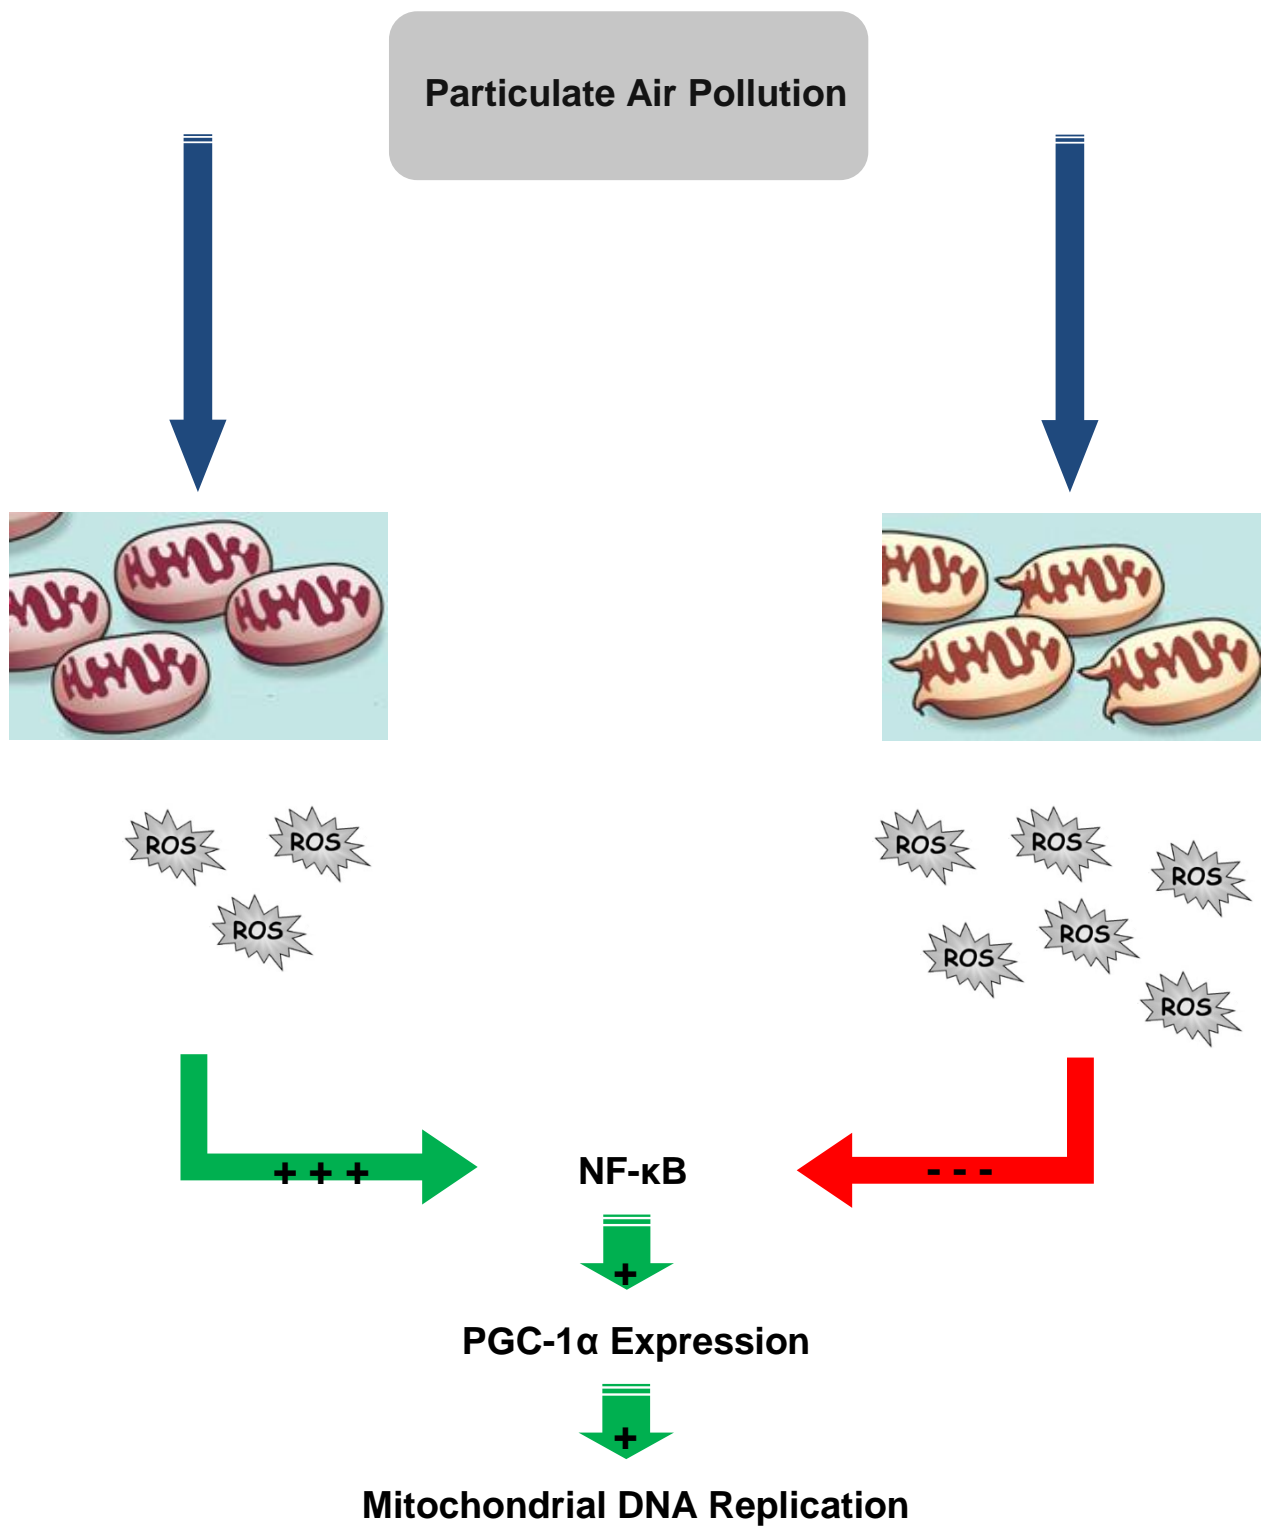 Particulate Air Pollution
ROS
ROS
ROS
ROS
ROS
ROS
ROS
ROS
ROS
+ + +
NF-κB
- - -
+
PGC-1α Expression
+
Mitochondrial DNA Replication